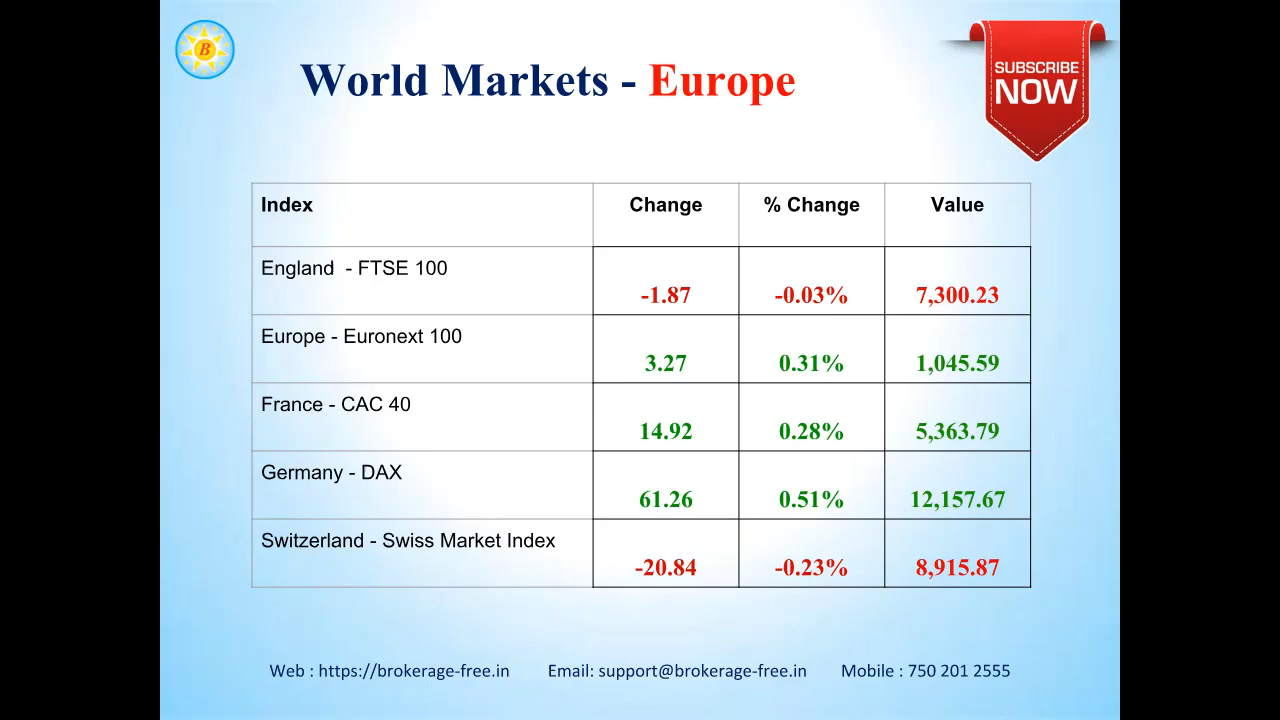 B
World Markets - Europe
SUBSCRIBE
NOW
Index Change % Change Value
England - FTSE 100 -1.87 -0.03% 7,300.23
Europe - Euronext 100 3.27 0.31% 1,045.59
France - CAC 40 14.92 0.28% 5,363.79
Germany - DAX 61.26 0.51% 12,157.67
Switzerland - Swiss Market Index -20.84 -0.23% 8,915.87
Web : https://brokerage-free.in Email: support@brokerage-free.in Mobile : 750 201 2555